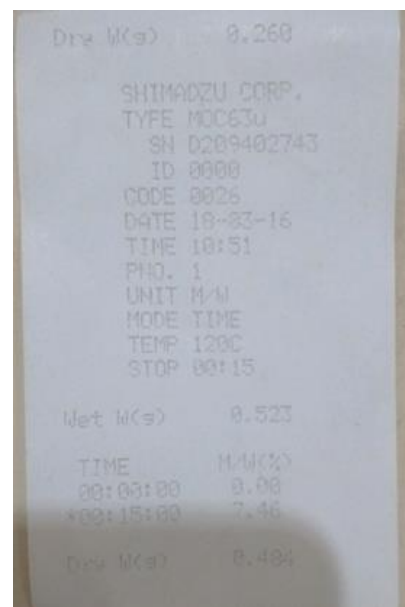 Dry W(g) 0.260
SHIMADZU CORP.
TYPE MOC63u
SN D209402743
ID 0000
CODE 0026
DATE 18-03-16
TIME 10:51
PNO. 1
UNIT M/W
MODE TIME
TEMP 120C
STOP 00:15
Wet W(g) 0.523
TIME M/W(%)
00:00:00 0.00
*00:15:00 7.46
Dry W(g) 0.484